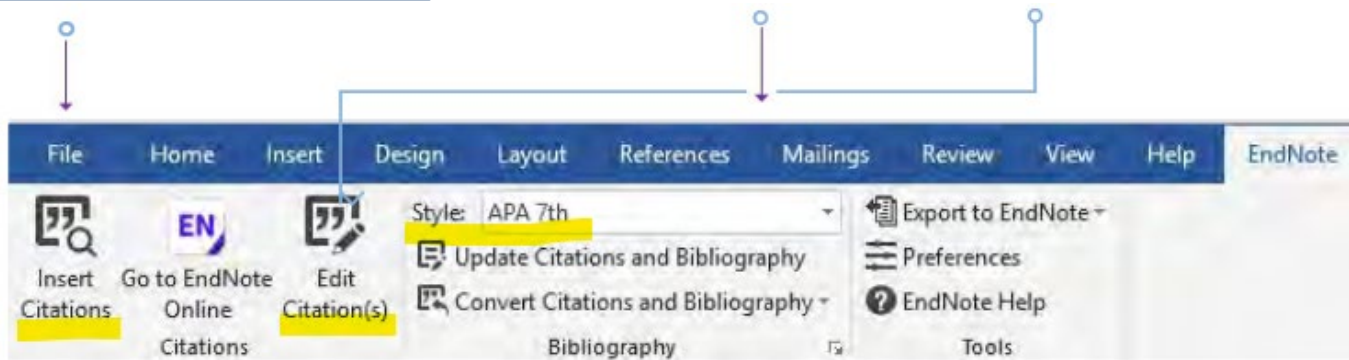 File Home Insert Design Layout References Mailings Review View Help EndNote
Insert Citations
EN
Go to EndNote Online
Edit Citation(s)
Citations
Style: APA 7th
Update Citations and Bibliography
Convert Citations and Bibliography
Bibliography
Export to EndNote
Preferences
EndNote Help
Tools